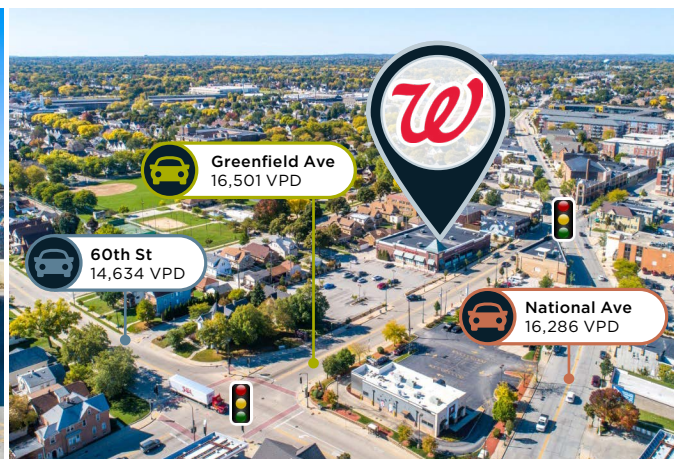 W
Greenfield Ave
16,501 VPD
60th St
14,634 VPD
National Ave
16,286 VPD